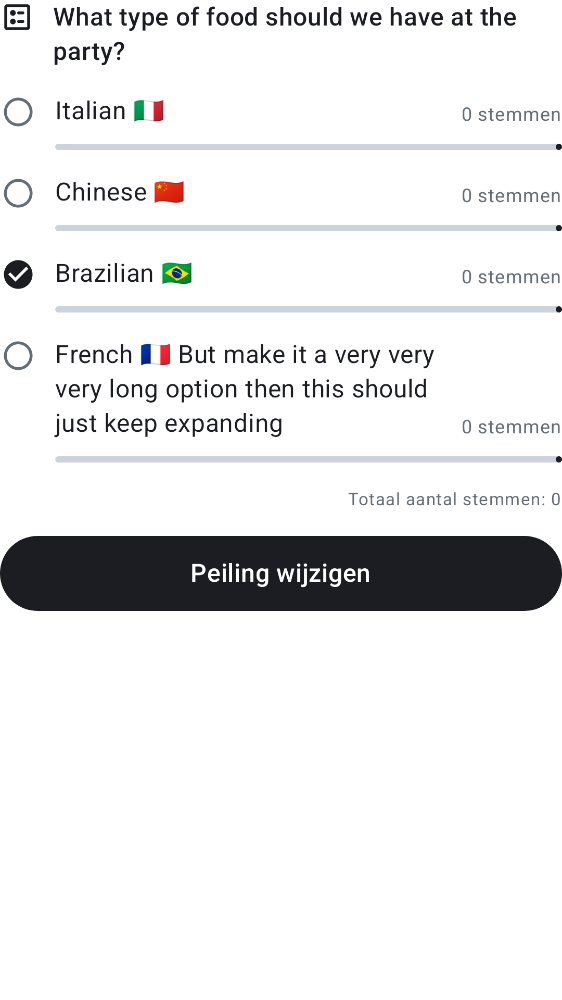 What type of food should we have at the
party?
Italian 🇮🇹
0 stemmen
Chinese 🇨🇳
0 stemmen
Brazilian 🇧🇷
0 stemmen
French 🇫🇷 But make it a very very
very long option then this should
just keep expanding
0 stemmen
Totaal aantal stemmen: 0
Peiling wijzigen